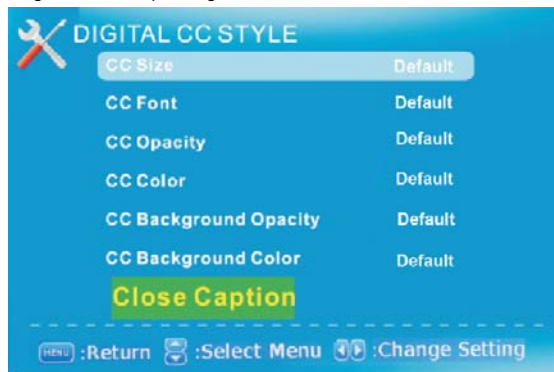 DIGITAL CC STYLE
CC Size Default
CC Font Default
CC Opacity Default
CC Color Default
CC Background Opacity Default
CC Background Color Default
Close Caption
MENU :Return :Select Menu :Change Setting